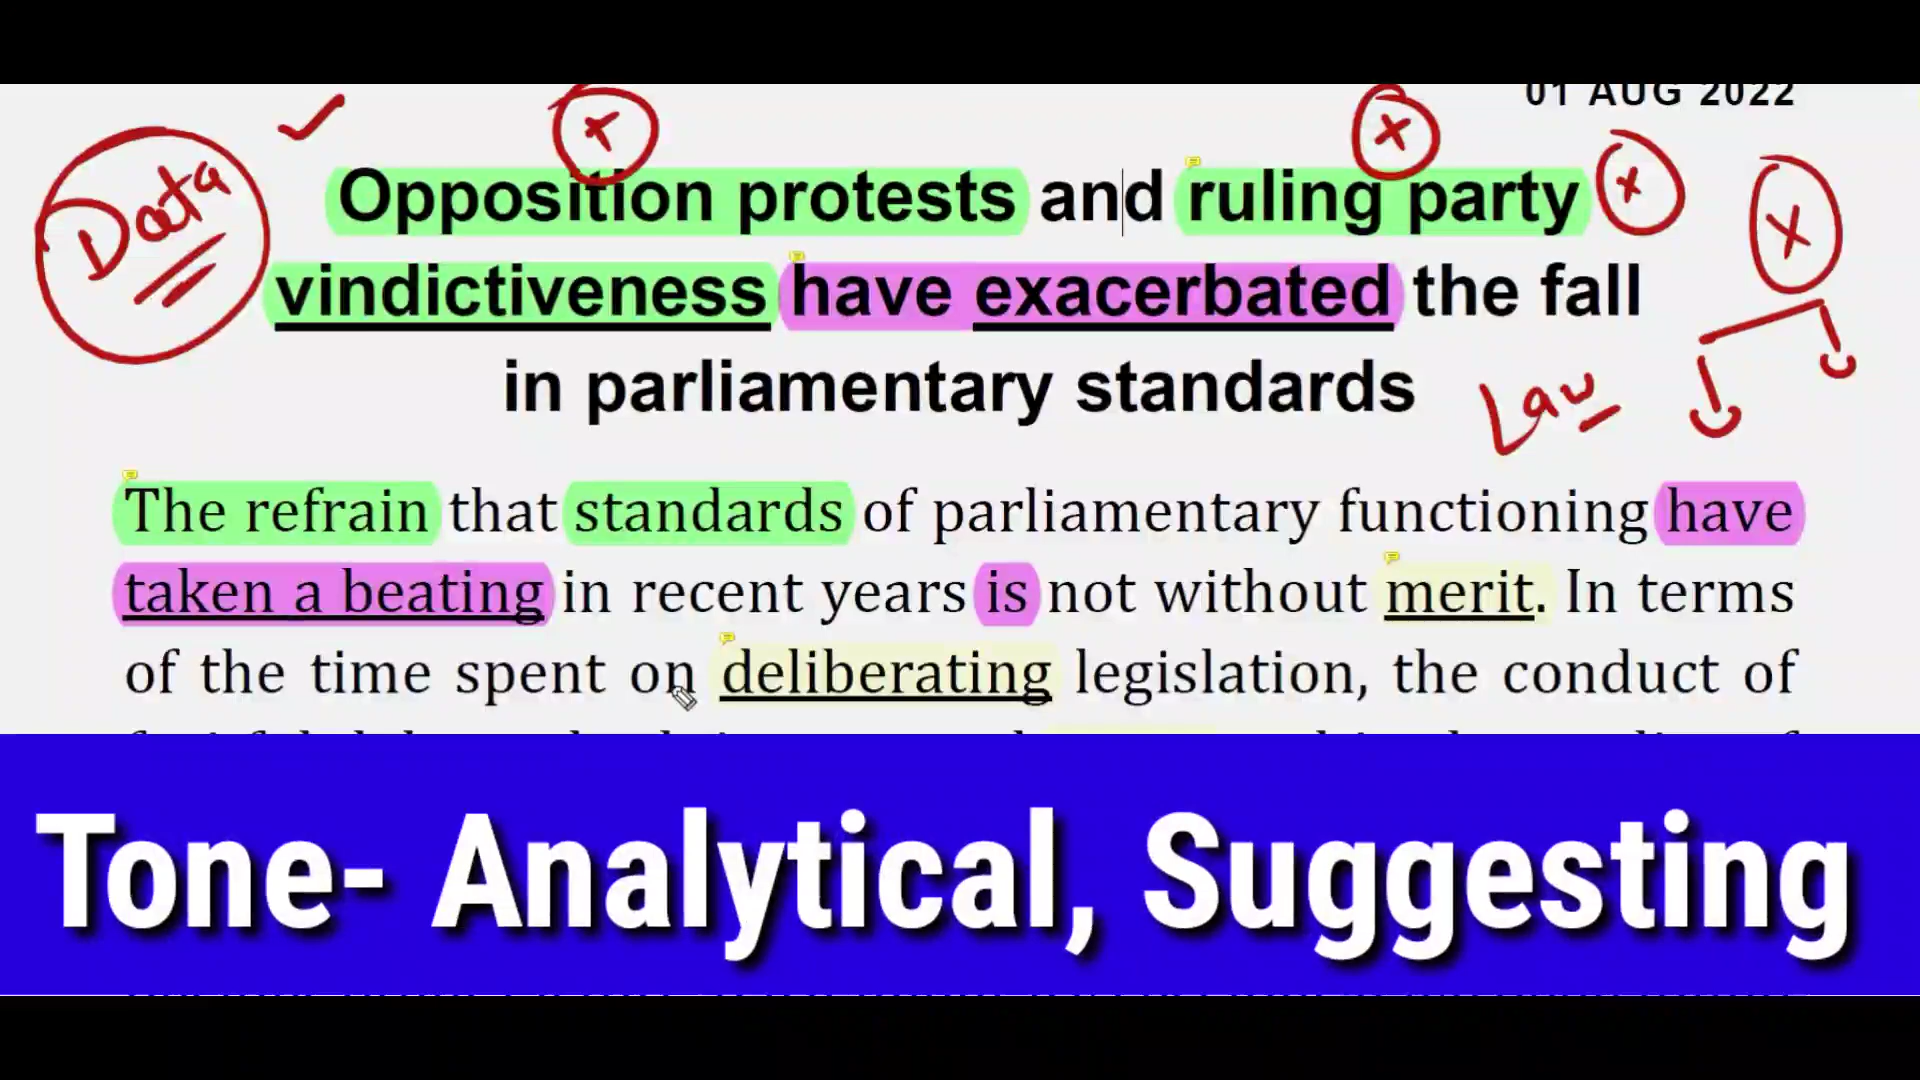 01 AUG 2022
Data
Opposition protests and ruling party
vindictiveness have exacerbated the fall
in parliamentary standards
Law
The refrain that standards of parliamentary functioning have
taken a beating in recent years is not without merit. In terms
of the time spent on deliberating legislation, the conduct of
Tone- Analytical, Suggesting